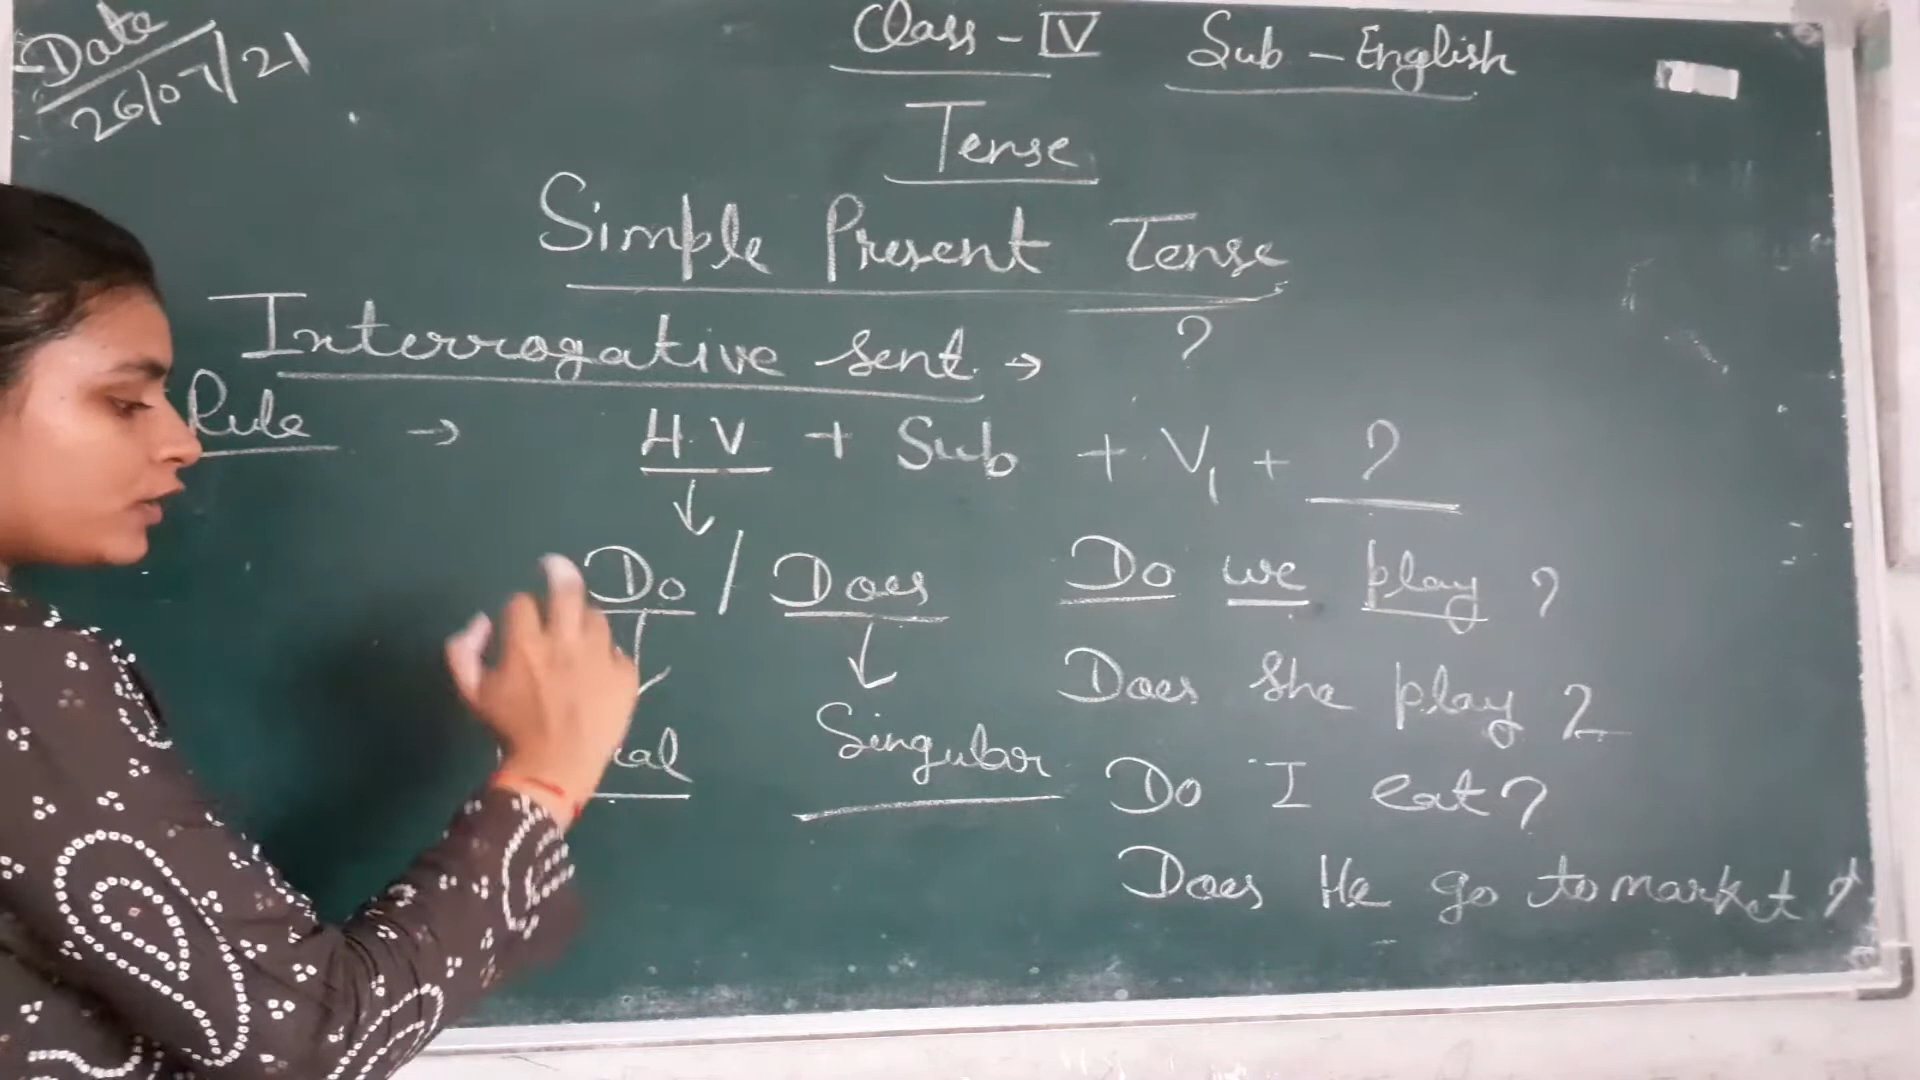 Date
26/07/21
Class - IV Sub - English
Tense
Simple Present Tense
Interrogative sent. → ?
Rule → H.V + Sub + V1 + ?
↓
Do / Does
↓ ↓
Singular
Do we play ?
Does She play ?
Do I eat ?
Does He go to market ?